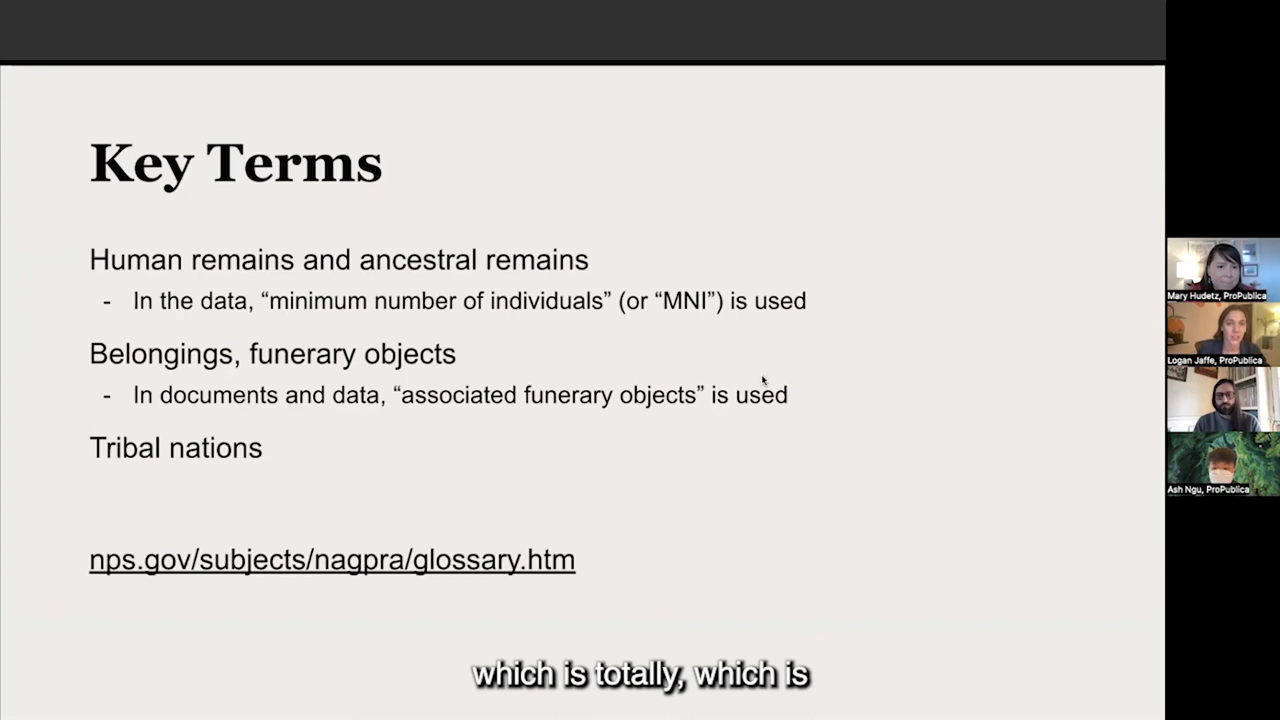 Key Terms
Human remains and ancestral remains
- In the data, “minimum number of individuals” (or “MNI”) is used
Belongings, funerary objects
- In documents and data, “associated funerary objects” is used
Tribal nations
nps.gov/subjects/nagpra/glossary.htm
which is totally, which is
Mary Hudetz, ProPublica
Logan Jaffe, ProPublica
Ash Ngu, ProPublica